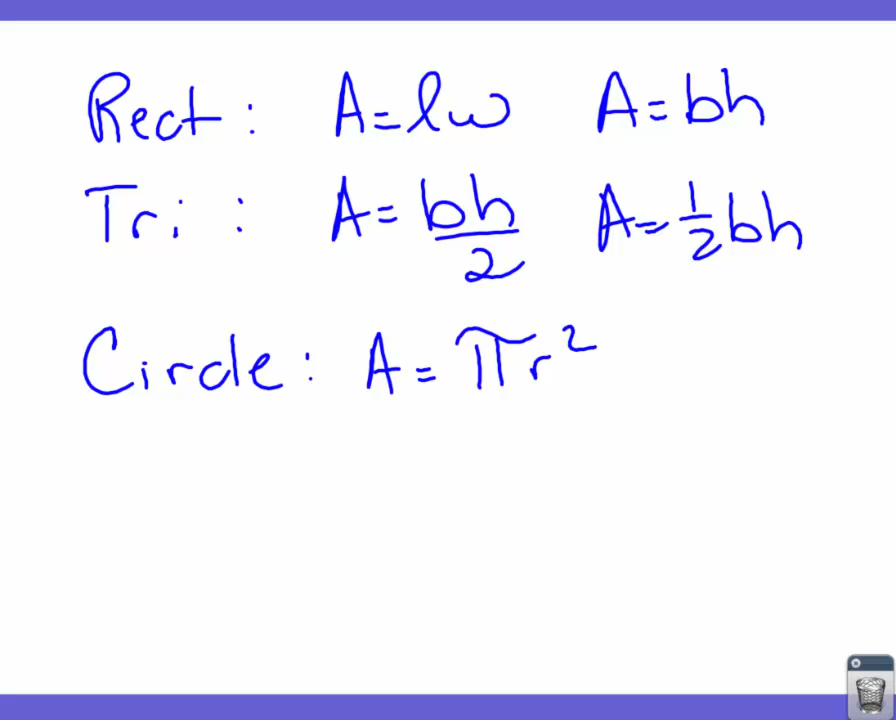 Rect: A=lw A=bh
Tri: A=bh/2 A=½bh
Circle: A=πr²